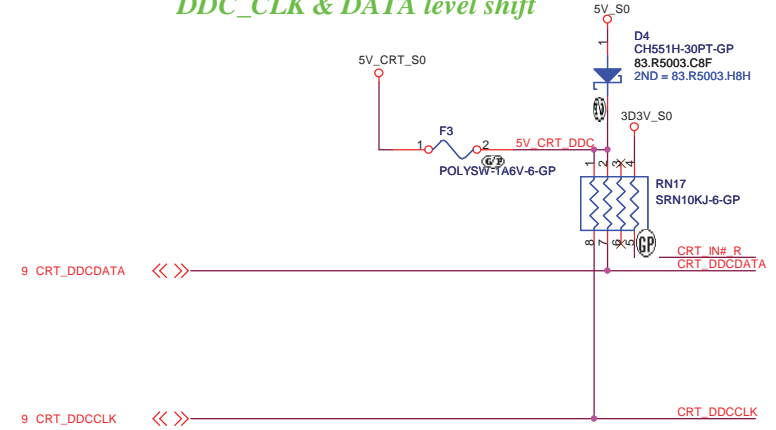 DDC_CLK & DATA level shift
5V_S0
1
D4
CH551H-30PT-GP
83.R5003.C8F
2ND = 83.R5003.H8H
5V_CRT_S0
3D3V_S0
F3
1
2
5V_CRT_DDC
POLYSW-1A6V-6-GP
1
2
3
4
RN17
SRN10KJ-6-GP
8
7
6
5
GP
CRT_IN#_R
9 CRT_DDCDATA
CRT_DDCDATA
9 CRT_DDCCLK
CRT_DDCCLK